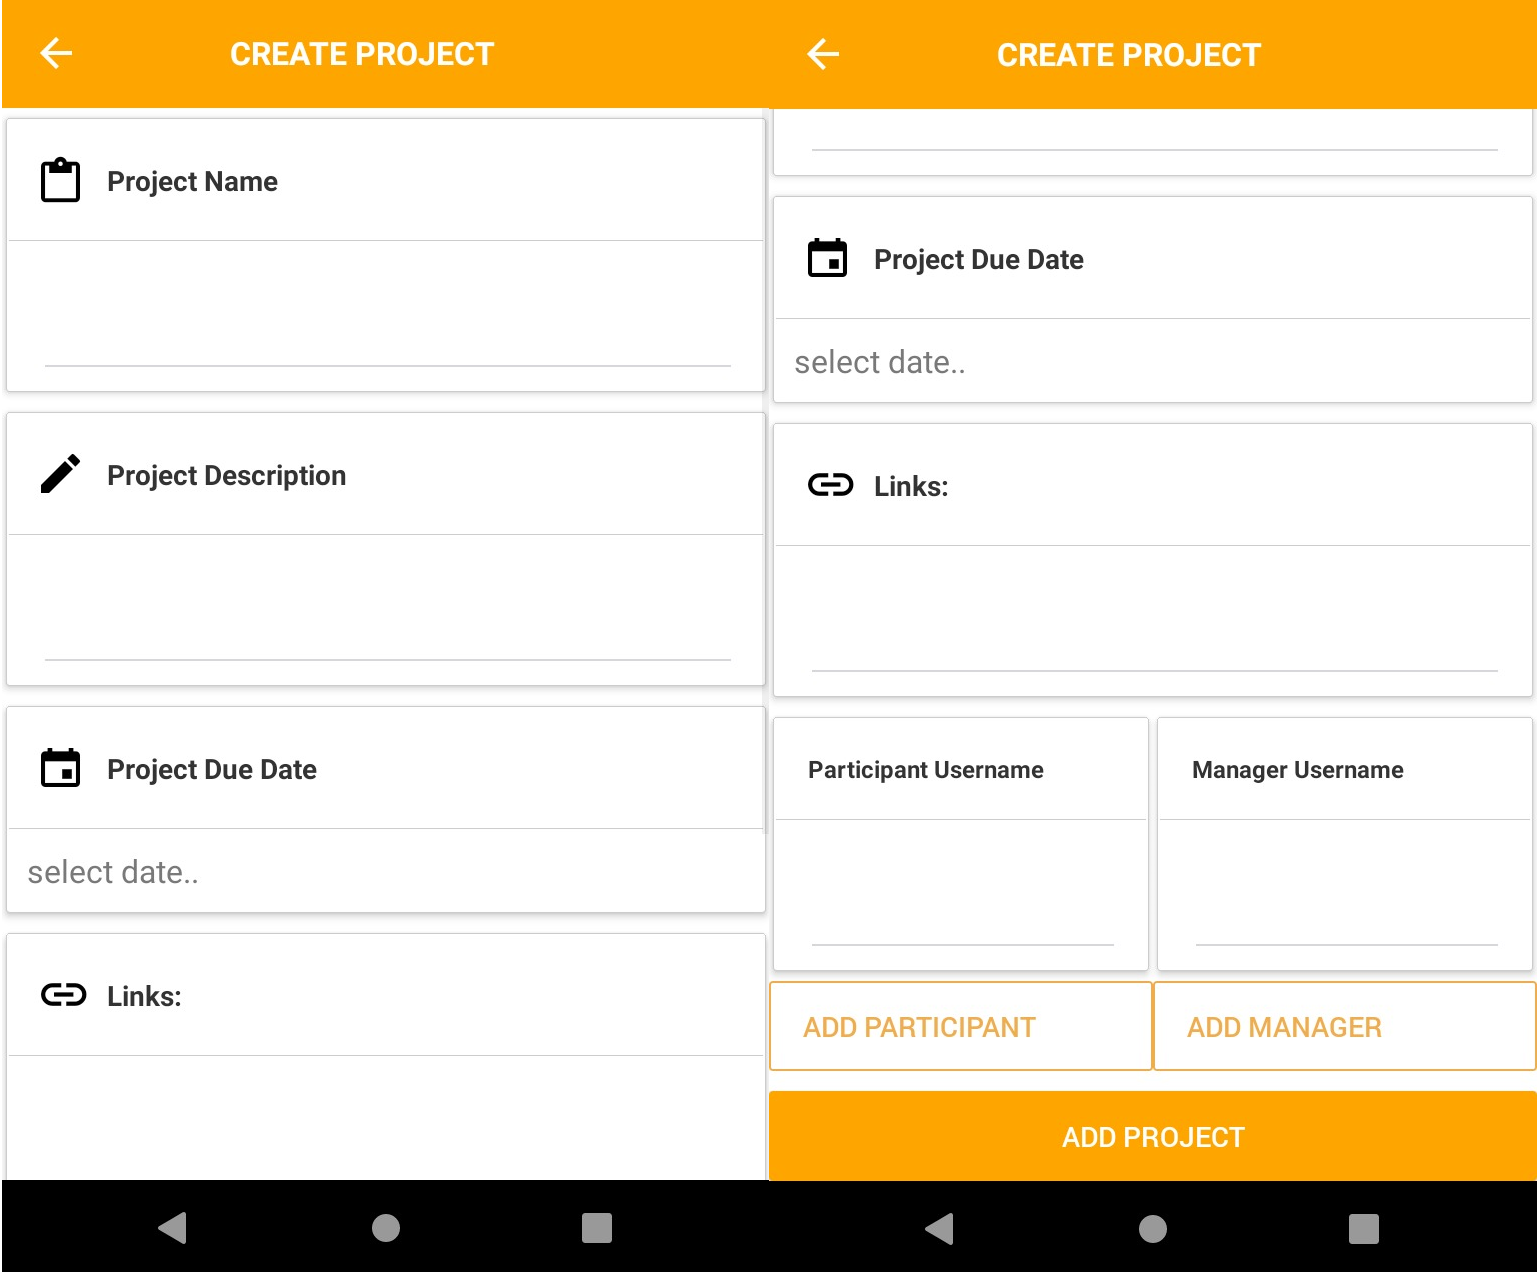 CREATE PROJECT
Project Name
Project Description
Project Due Date
select date..
Links:
CREATE PROJECT
Project Due Date
select date..
Links:
Participant Username
Manager Username
ADD PARTICIPANT
ADD MANAGER
ADD PROJECT